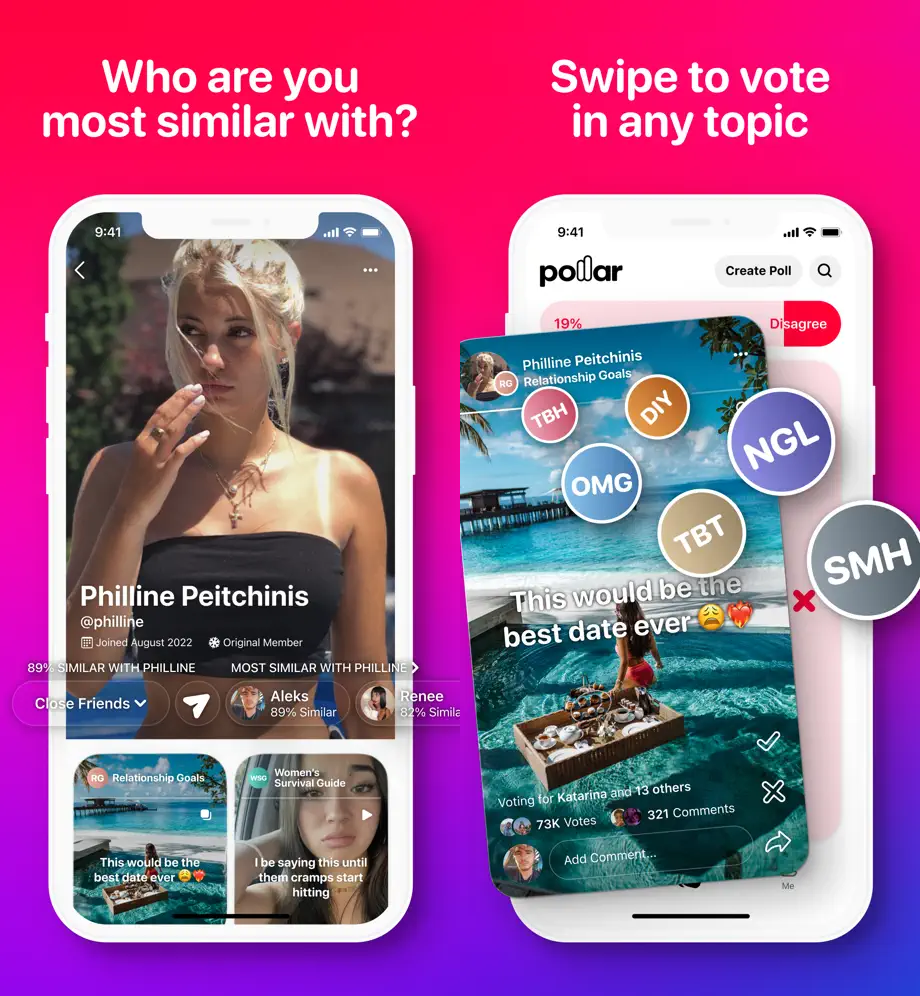 Who are you
most similar with?
9:41
Philline Peitchinis
@philline
Joined August 2022
Original Member
89% SIMILAR WITH PHILLINE
MOST SIMILAR WITH PHILLINE
Close Friends
Aleks
89% Similar
Renee
82% Simila
RG
Relationship Goals
This would be the
best date ever 😩❤️‍🔥
WSG
Women's
Survival Guide
I be saying this until
them cramps start
hitting
Swipe to vote
in any topic
9:41
pollar
Create Poll
19%
Disagree
Philline Peitchinis
RG
Relationship Goals
TBH
DIY
NGL
OMG
TBT
SMH
This would be the
best date ever 😩❤️‍🔥
Voting for Katarina and 13 others
73K Votes
321 Comments
Add Comment...
Me